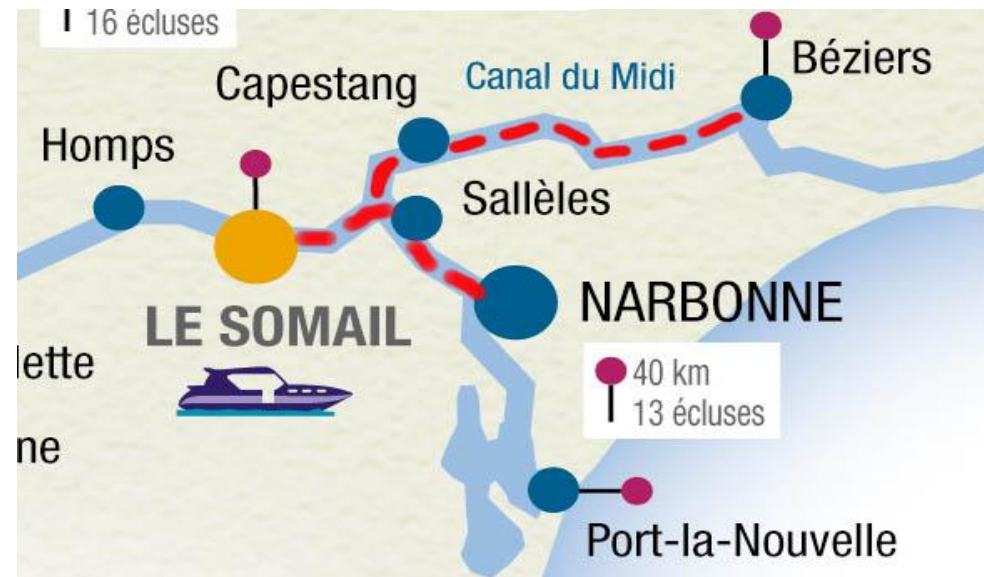 16 écluses
Béziers
Canal du Midi
Capestang
Homps
Sallèles
NARBONNE
LE SOMAIL
lette
40 km
13 écluses
ne
Port-la-Nouvelle